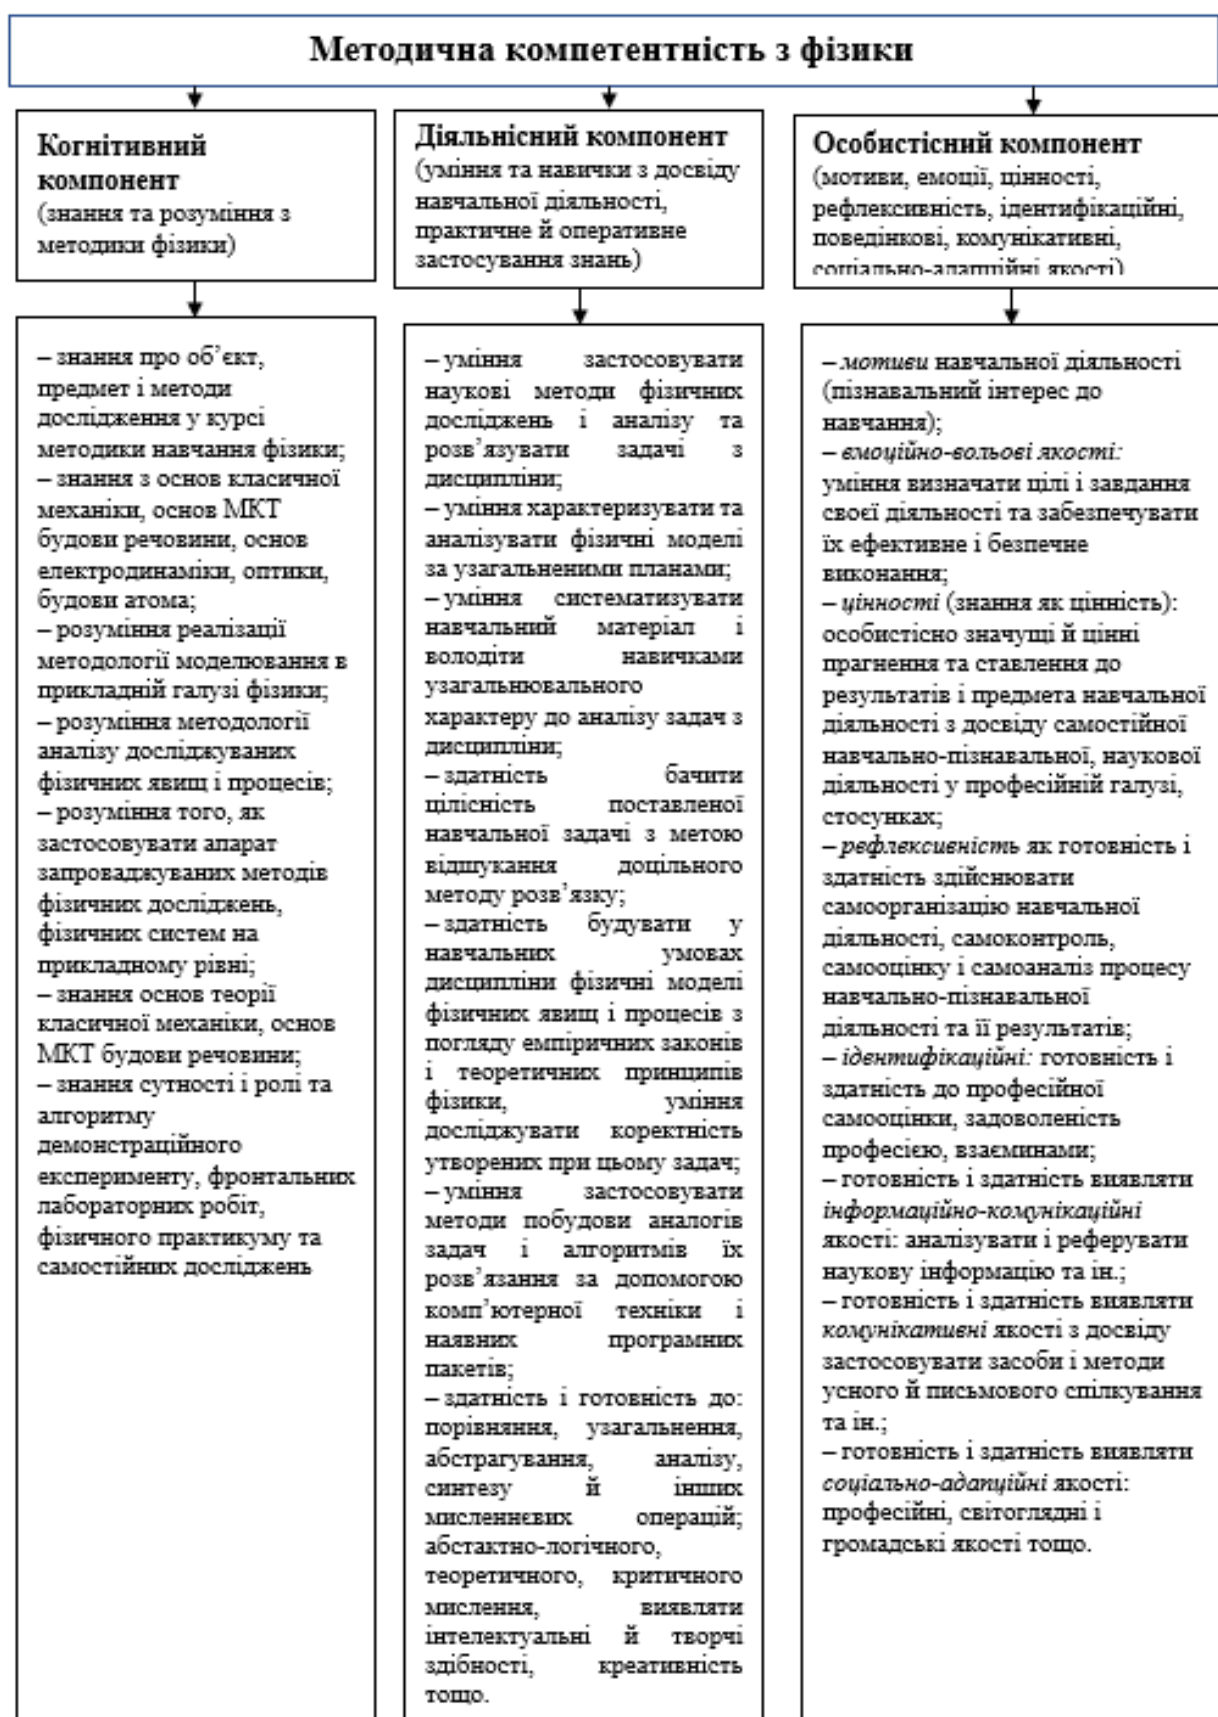 Методична компетентність з фізики
Когнітивний
компонент
(знання та розуміння з
методики фізики)
Діяльнісний компонент
(уміння та навички з досвіду
навчальної діяльності,
практичне й оперативне
застосування знань)
Особистісний компонент
(мотиви, емоції, цінності,
рефлексивність, ідентифікаційні,
поведінкові, комунікативні,
соціально-адапційні якості)
– знання про об’єкт,
предмет і методи
дослідження у курсі
методики навчання фізики;
– знання з основ класичної
механіки, основ МКТ
будови речовини, основ
електродинаміки, оптики,
будови атома;
– розуміння реалізації
методології моделювання в
прикладній галузі фізики;
– розуміння методології
аналізу досліджуваних
фізичних явищ і процесів;
– розуміння того, як
застосовувати апарат
запроваджуваних методів
фізичних досліджень,
фізичних систем на
прикладному рівні;
– знання основ теорії
класичної механіки, основ
МКТ будови речовини;
– знання сутності і ролі та
алгоритму
демонстраційного
експерименту, фронтальних
лабораторних робіт,
фізичного практикуму та
самостійних досліджень
– уміння застосовувати
наукові методи фізичних
досліджень і аналізу та
розв’язувати задачі з
дисципліни;
– уміння характеризувати та
аналізувати фізичні моделі
за узагальненими планами;
– уміння систематизувати
навчальний матеріал і
володіти навичками
узагальнювального
характеру до аналізу задач з
дисципліни;
– здатність бачити
цілісність поставленої
навчальної задачі з метою
відшукання доцільного
методу розв’язку;
– здатність будувати у
навчальних умовах
дисципліни фізичні моделі
фізичних явищ і процесів з
погляду емпіричних законів
і теоретичних принципів
фізики, уміння
досліджувати коректність
утворених при цьому задач;
– уміння застосовувати
методи побудови аналогів
задач і алгоритмів їх
розв’язання за допомогою
комп’ютерної техніки і
наявних програмних
пакетів;
– здатність і готовність до:
порівняння, узагальнення,
абстрагування, аналізу,
синтезу й інших
мисленнєвих операцій;
абстактно-логічного,
теоретичного, критичного
мислення, виявляти
інтелектуальні й творчі
здібності, креативність
тощо.
– мотиви навчальної діяльності
(пізнавальний інтерес до
навчання);
– емоційно-вольові якості:
уміння визначати цілі і завдання
своєї діяльності та забезпечувати
їх ефективне і безпечне
виконання;
– цінності (знання як цінність):
особистісно значущі й цінні
прагнення та ставлення до
результатів і предмета навчальної
діяльності з досвіду самостійної
навчально-пізнавальної, наукової
діяльності у професійній галузі,
стосунках;
– рефлексивність як готовність і
здатність здійснювати
самоорганізацію навчальної
діяльності, самоконтроль,
самооцінку і самоаналіз процесу
навчально-пізнавальної
діяльності та її результатів;
– ідентифікаційні: готовність і
здатність до професійної
самооцінки, задоволеність
професією, взаєминами;
– готовність і здатність виявляти
інформаційно-комунікаційні
якості: аналізувати і реферувати
наукову інформацію та ін.;
– готовність і здатність виявляти
комунікативні якості з досвіду
застосовувати засоби і методи
усного й письмового спілкування
та ін.;
– готовність і здатність виявляти
соціально-адапційні якості:
професійні, світоглядні і
громадські якості тощо.